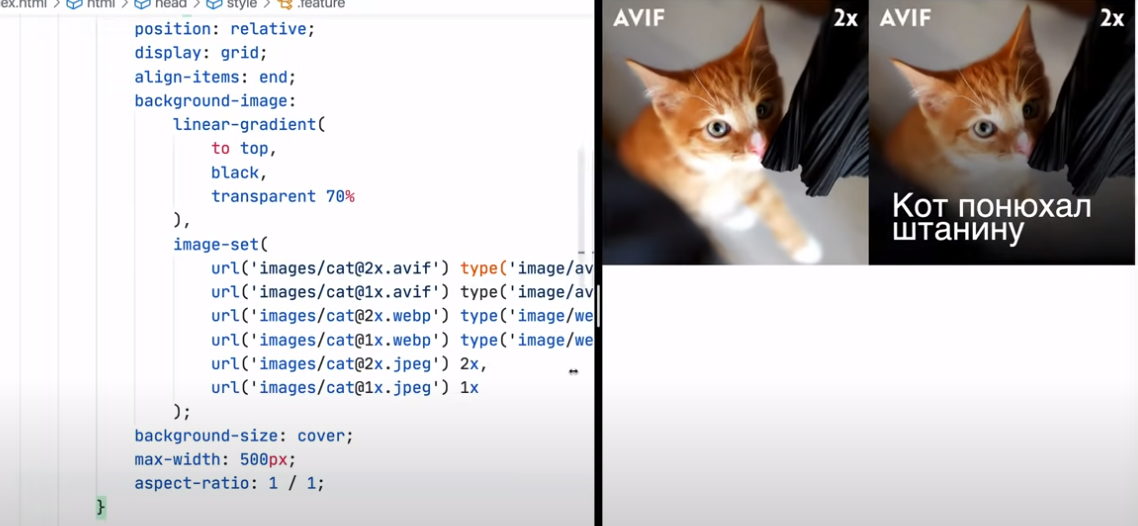 ex.html > html > head > style > .feature
position: relative;
display: grid;
align-items: end;
background-image:
linear-gradient(
to top,
black,
transparent 70%
),
image-set(
url('images/cat@2x.avif') type('image/av
url('images/cat@1x.avif') type('image/av
url('images/cat@2x.webp') type('image/we
url('images/cat@1x.webp') type('image/we
url('images/cat@2x.jpeg') 2x,
url('images/cat@1x.jpeg') 1x
);
background-size: cover;
max-width: 500px;
aspect-ratio: 1 / 1;
}
AVIF 2x
AVIF 2x
Кот понюхал
штанину